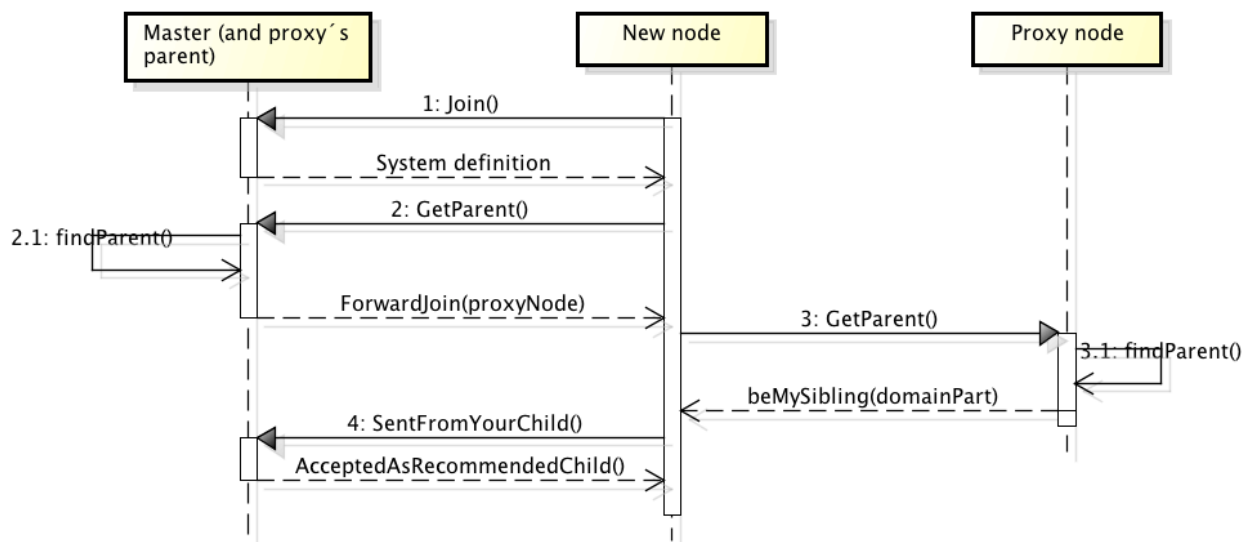 Master (and proxy´s
parent)
New node
Proxy node
1: Join()
System definition
2: GetParent()
2.1: findParent()
ForwardJoin(proxyNode)
3: GetParent()
3.1: findParent()
beMySibling(domainPart)
4: SentFromYourChild()
AcceptedAsRecommendedChild()